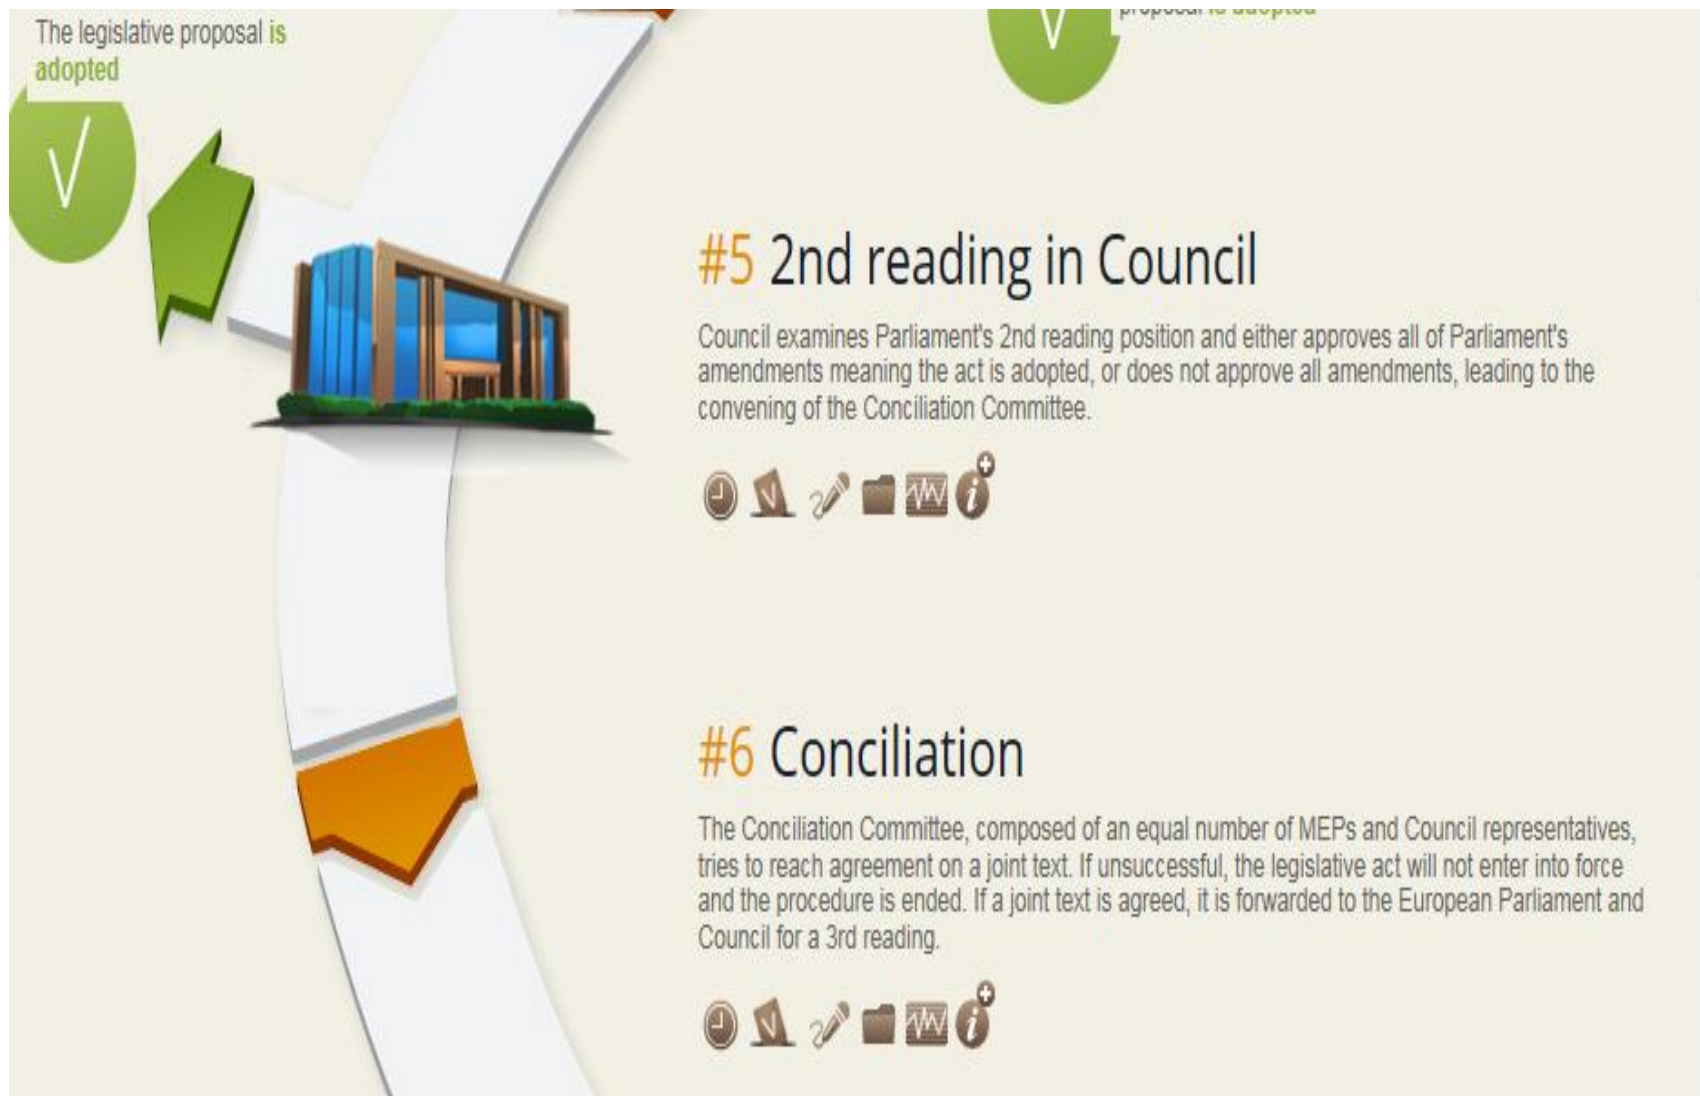 The legislative proposal is
adopted
proposal is adopted
#5 2nd reading in Council
Council examines Parliament's 2nd reading position and either approves all of Parliament's
amendments meaning the act is adopted, or does not approve all amendments, leading to the
convening of the Conciliation Committee.
#6 Conciliation
The Conciliation Committee, composed of an equal number of MEPs and Council representatives,
tries to reach agreement on a joint text. If unsuccessful, the legislative act will not enter into force
and the procedure is ended. If a joint text is agreed, it is forwarded to the European Parliament and
Council for a 3rd reading.